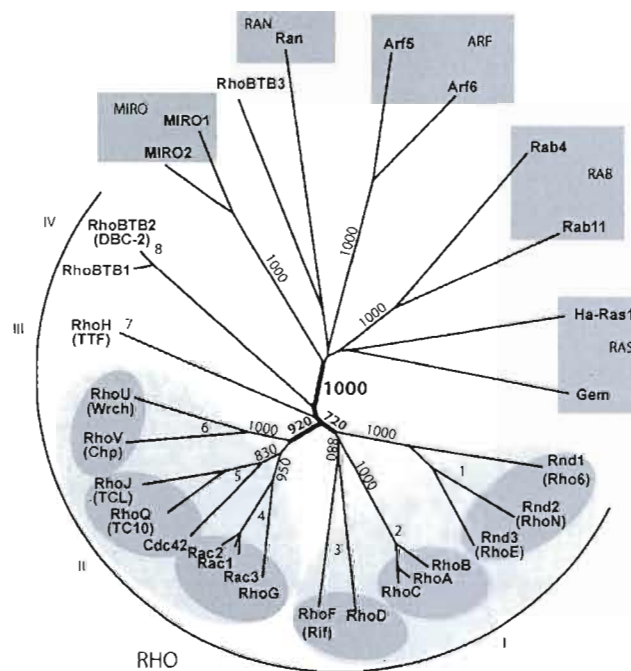 RAN
Ran
Arf5
ARF
RhoBTB3
Arf6
MIRO
MIRO1
MIRO2
Rab4
RAB
Rab11
IV
RhoBTB2
(DBC-2)
8
RhoBTB1
1000
1000
1000
Ha-Ras1
RAS
Gem
III
RhoH
(TTF)
7
1000
RhoU
(Wrch)
6
1000
920
720
1000
RhoV
(Chp)
830
880
950
1000
RhoJ
(TCL)
5
RhoQ
(TC10)
Cdc42
4
Rac2
Rac1
Rac3
RhoG
3
2
1
Rnd1
(Rho6)
Rnd2
(RhoN)
Rnd3
(RhoE)
RhoB
RhoA
RhoC
RhoF
(Rif)
RhoD
II
I
RHO